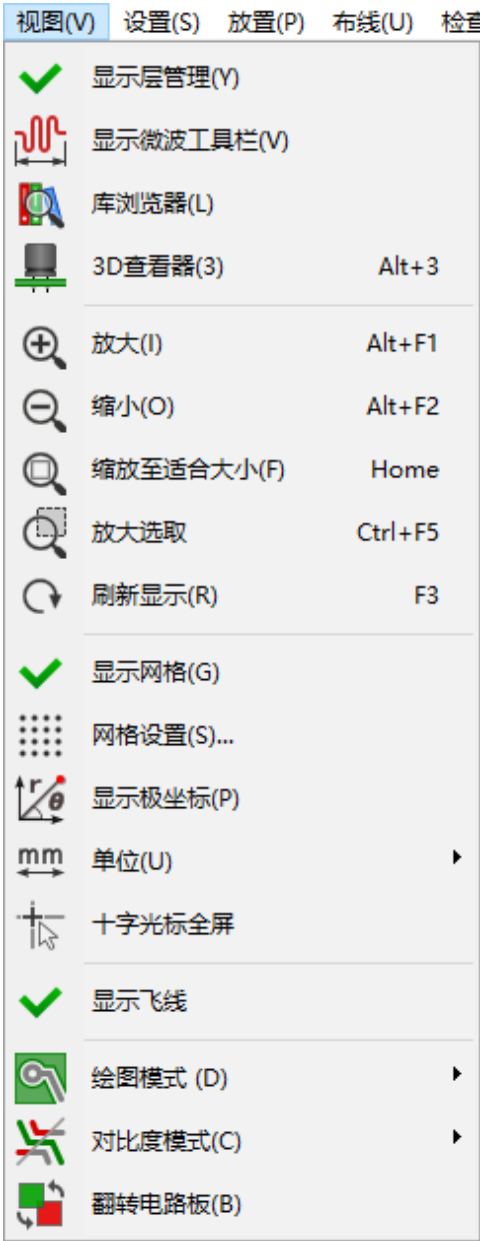 视图(V) 设置(S) 放置(P) 布线(U) 检查
显示层管理(Y)
显示微波工具栏(V)
库浏览器(L)
3D查看器(3) Alt+3
放大(I) Alt+F1
缩小(O) Alt+F2
缩放至适合大小(F) Home
放大选取 Ctrl+F5
刷新显示(R) F3
显示网格(G)
网格设置(S)...
r θ 显示极坐标(P)
mm 单位(U)
十字光标全屏
显示飞线
绘图模式 (D)
对比度模式(C)
翻转电路板(B)